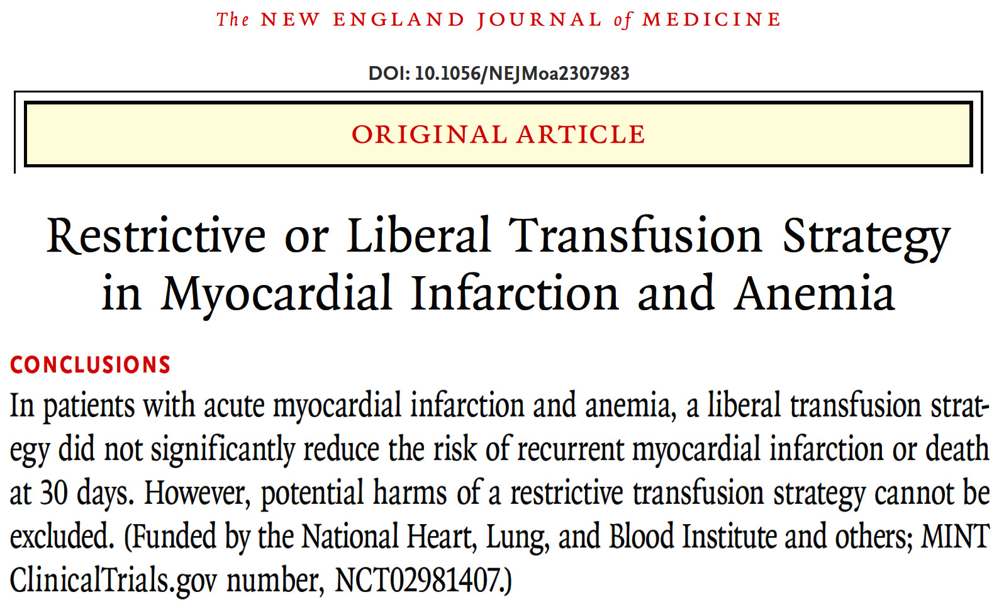 The NEW ENGLAND JOURNAL of MEDICINE
DOI: 10.1056/NEJMoa2307983
ORIGINAL ARTICLE
Restrictive or Liberal Transfusion Strategy
in Myocardial Infarction and Anemia
CONCLUSIONS
In patients with acute myocardial infarction and anemia, a liberal transfusion strat-
egy did not significantly reduce the risk of recurrent myocardial infarction or death
at 30 days. However, potential harms of a restrictive transfusion strategy cannot be
excluded. (Funded by the National Heart, Lung, and Blood Institute and others; MINT
ClinicalTrials.gov number, NCT02981407.)